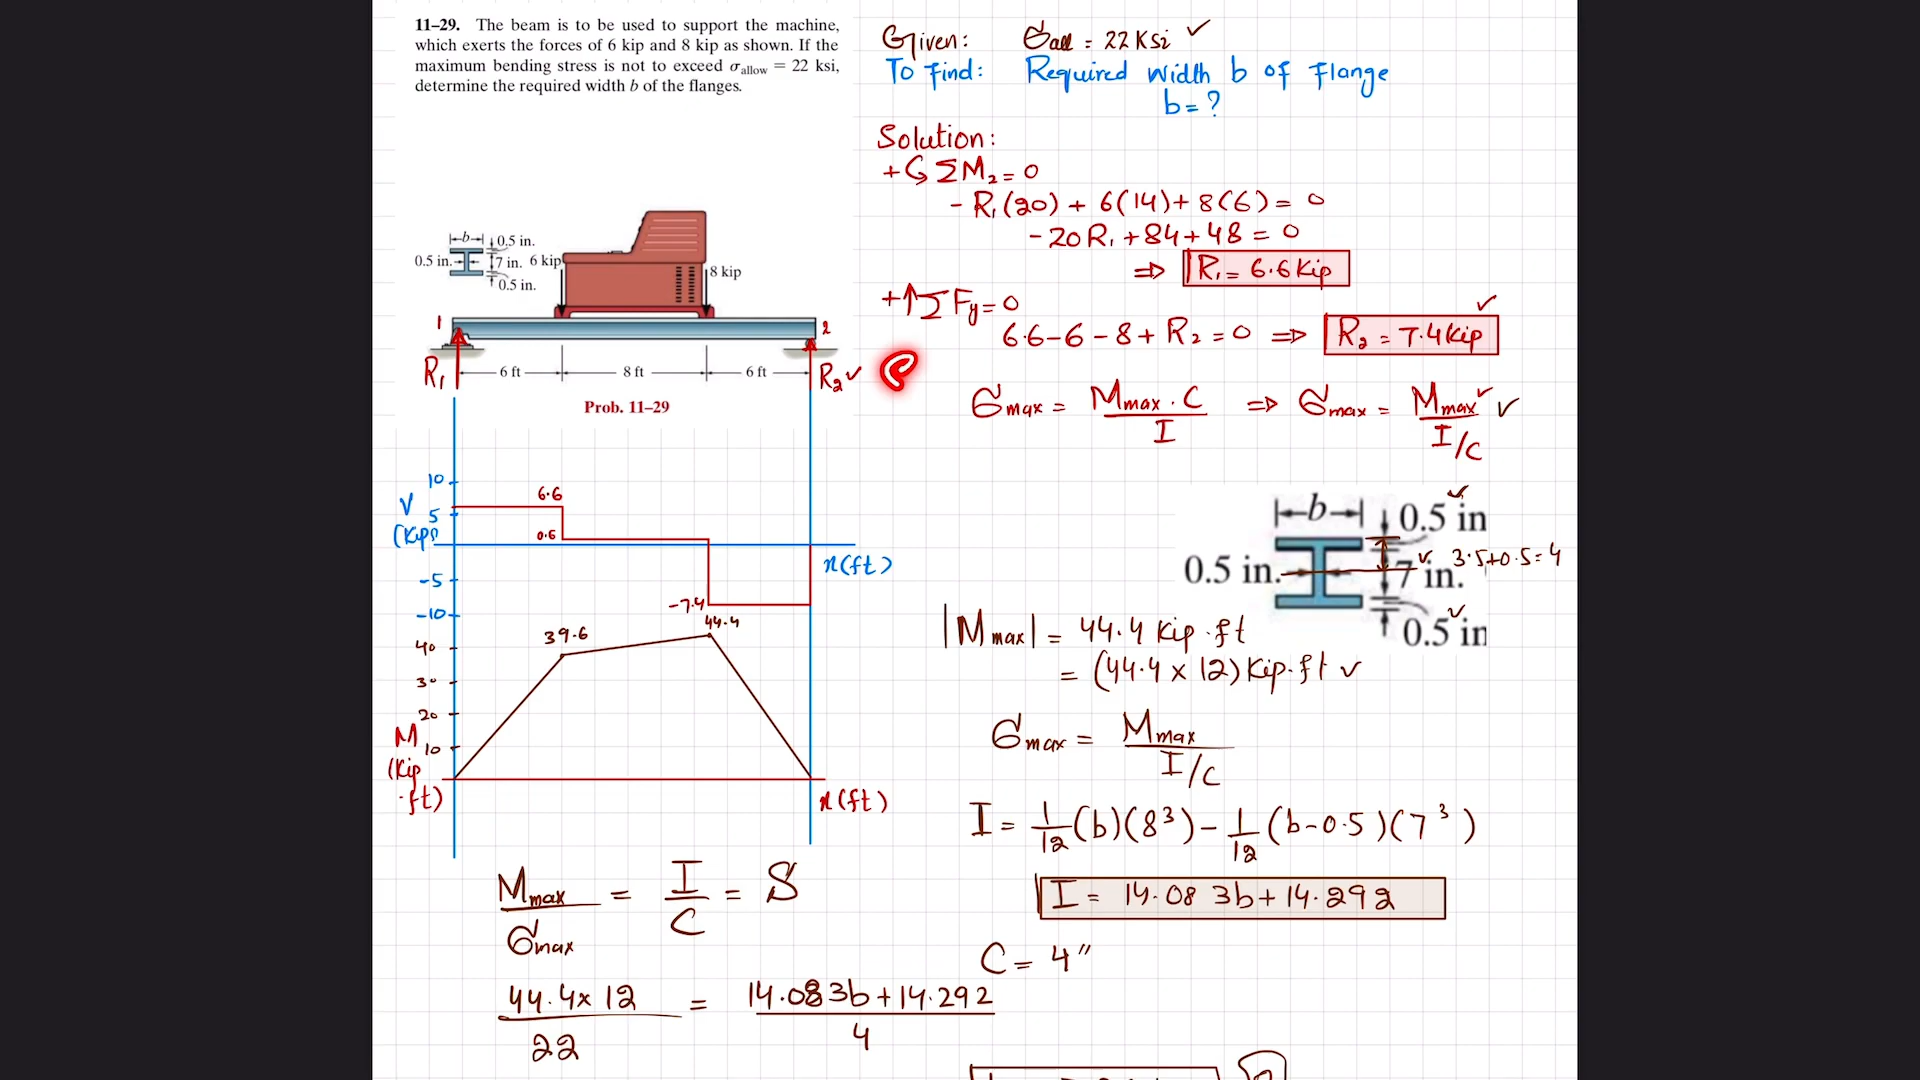 11–29. The beam is to be used to support the machine,
which exerts the forces of 6 kip and 8 kip as shown. If the
maximum bending stress is not to exceed σallow = 22 ksi,
determine the required width b of the flanges.
b
0.5 in.
0.5 in.
7 in.
0.5 in.
6 kip
8 kip
1
2
R₁
6 ft
8 ft
6 ft
R₂ ✓
Prob. 11–29
V
(Kip)
10
5
-5
-10
6.6
0.6
-7.4
x(ft)
M
(Kip
.ft)
40
30
20
10
39.6
44.4
x(ft)
Mmax/σmax = I/C = S
44.4x 12/22 = 14.083b+14.292/4
Given: σall = 22 Ksi ✓
To Find: Required Width b of Flange
b = ?
Solution:
+↺ ΣM₂ = 0
- R₁(20) + 6(14)+ 8(6) = 0
-20R₁ +84+48 = 0
⇒ R₁ = 6.6 Kip
+↑ΣFy=0
6.6-6-8+R₂ = 0 ⇒ R₂ = 7.4 Kip ✓
σmax = Mmax . C/I ⇒ σmax = Mmax ✓/I/C ✓
b
0.5 in
0.5 in.
7 in.
3.5+0.5=4
0.5 in
|Mmax| = 44.4 Kip.ft
= (44.4 x 12) Kip.ft ✓
σmax = Mmax/I/C
I = 1/12 (b)(8³) - 1/12 (b-0.5)(7³)
I = 14.083b+14.292
C = 4"